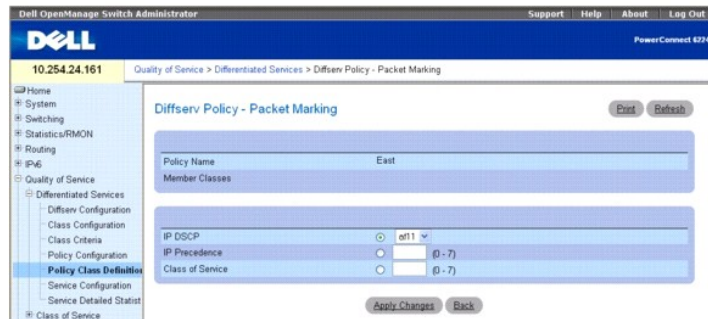 Dell OpenManage Switch Administrator
Support Help About Log Out
DELL
PowerConnect 6224
10.254.24.161
Quality of Service > Differentiated Services > Diffserv Policy - Packet Marking
Home
System
Switching
Statistics/RMON
Routing
IPv6
Quality of Service
Differentiated Services
Diffserv Configuration
Class Configuration
Class Criteria
Policy Configuration
Policy Class Definition
Service Configuration
Service Detailed Statist
Class of Service
Diffserv Policy - Packet Marking
Print Refresh
Policy Name East
Member Classes
IP DSCP af11
IP Precedence (0 - 7)
Class of Service (0 - 7)
Apply Changes Back